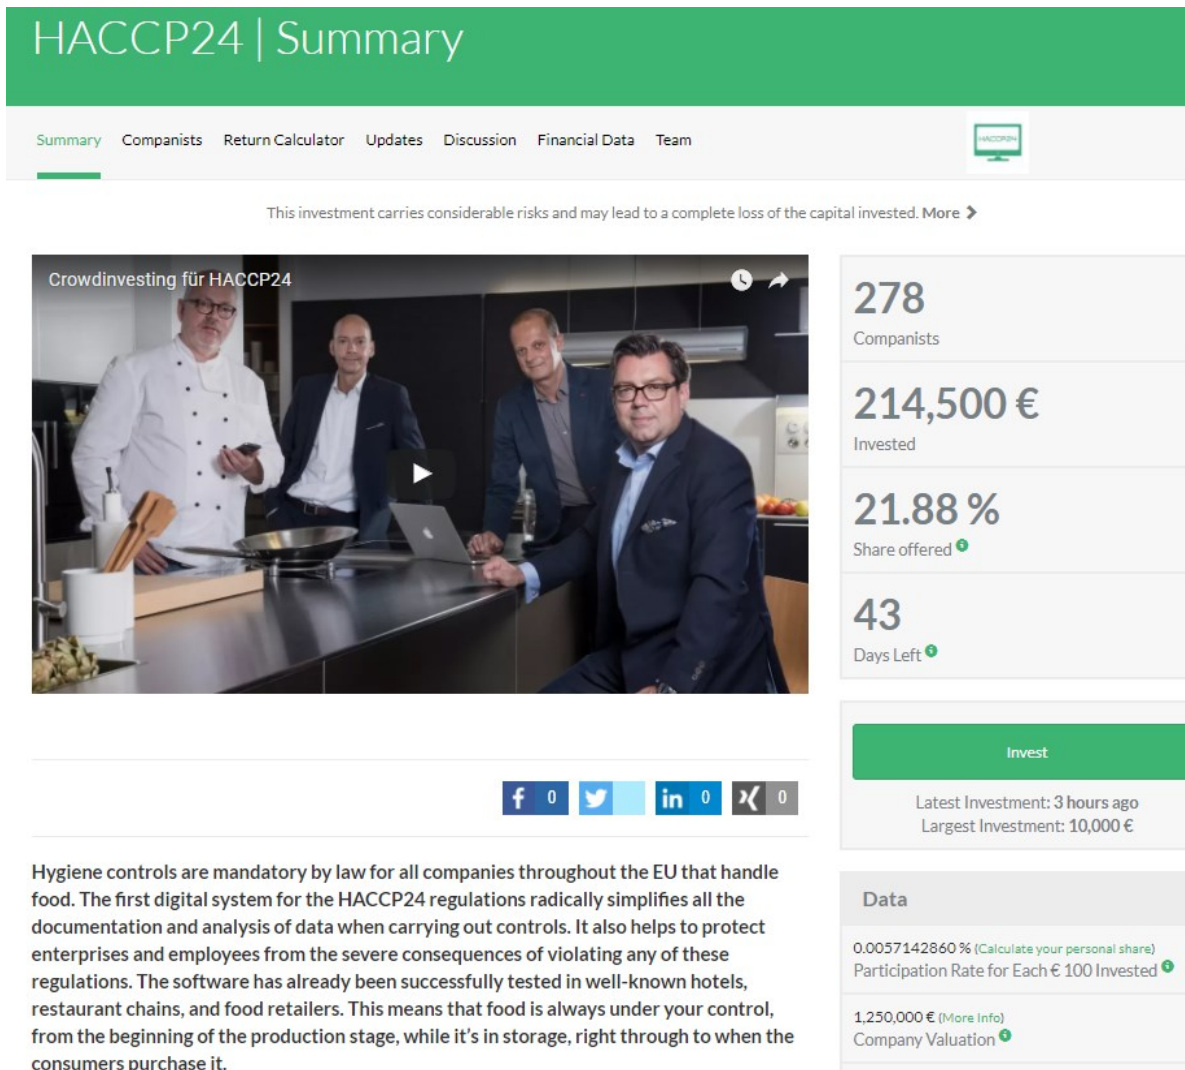 HACCP24 | Summary
Summary Companists Return Calculator Updates Discussion Financial Data Team
HACCP24
This investment carries considerable risks and may lead to a complete loss of the capital invested. More
Crowdinvesting für HACCP24
278
Companists
214,500 €
Invested
21.88 %
Share offered
43
Days Left
Invest
Latest Investment: 3 hours ago
Largest Investment: 10,000 €
f 0
in 0
0
Hygiene controls are mandatory by law for all companies throughout the EU that handle
food. The first digital system for the HACCP24 regulations radically simplifies all the
documentation and analysis of data when carrying out controls. It also helps to protect
enterprises and employees from the severe consequences of violating any of these
regulations. The software has already been successfully tested in well-known hotels,
restaurant chains, and food retailers. This means that food is always under your control,
from the beginning of the production stage, while it's in storage, right through to when the
consumers purchase it.
Data
0.0057142860 % (Calculate your personal share)
Participation Rate for Each € 100 Invested
1,250,000 € (More Info)
Company Valuation